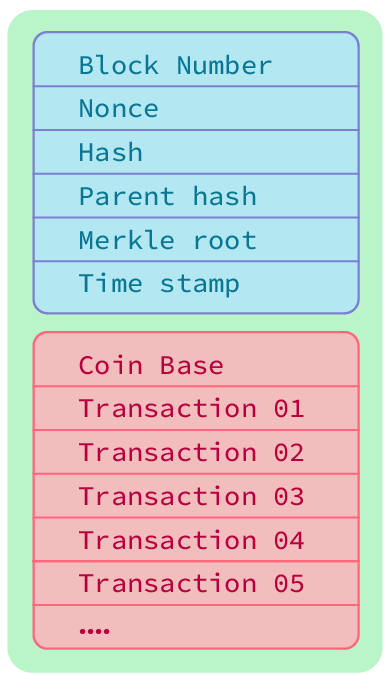 Block Number
Nonce
Hash
Parent hash
Merkle root
Time stamp
Coin Base
Transaction 01
Transaction 02
Transaction 03
Transaction 04
Transaction 05
....